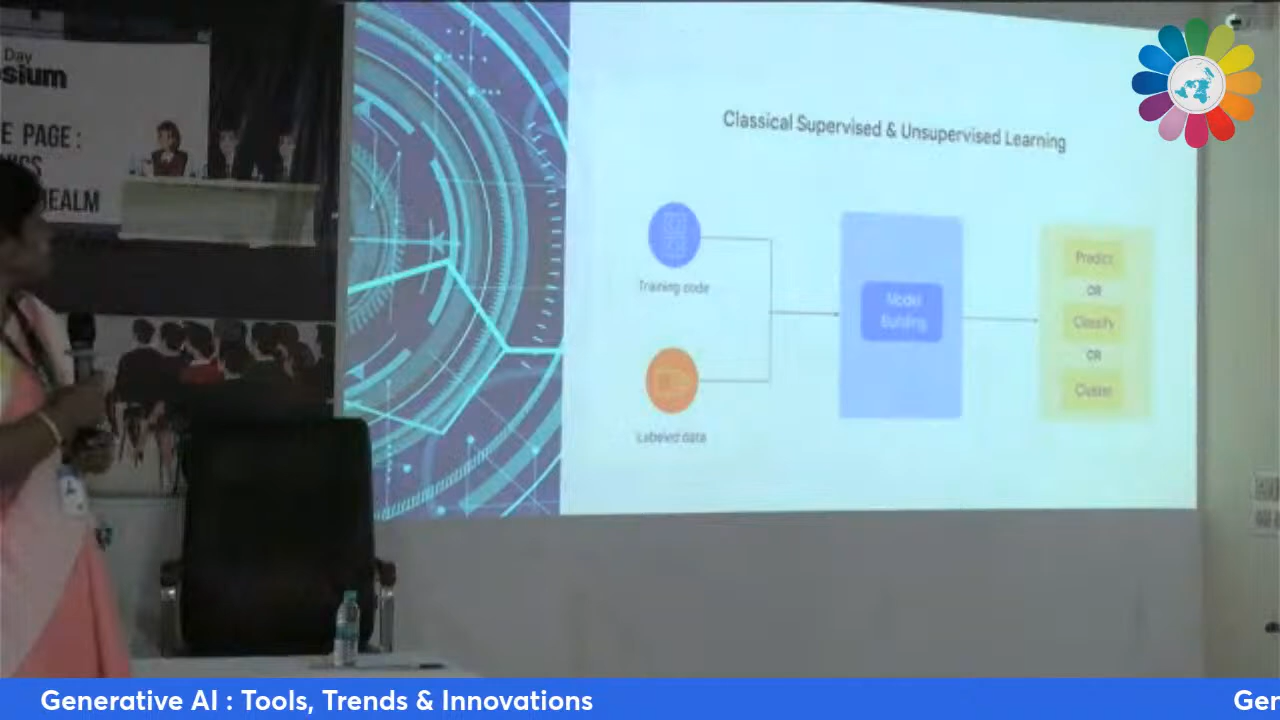 Day
sium
E PAGE :
HEALM
Classical Supervised & Unsupervised Learning
Training code
Labeled data
Model
Building
Predict
OR
Classify
OR
Cluster
Generative AI : Tools, Trends & Innovations
Gen